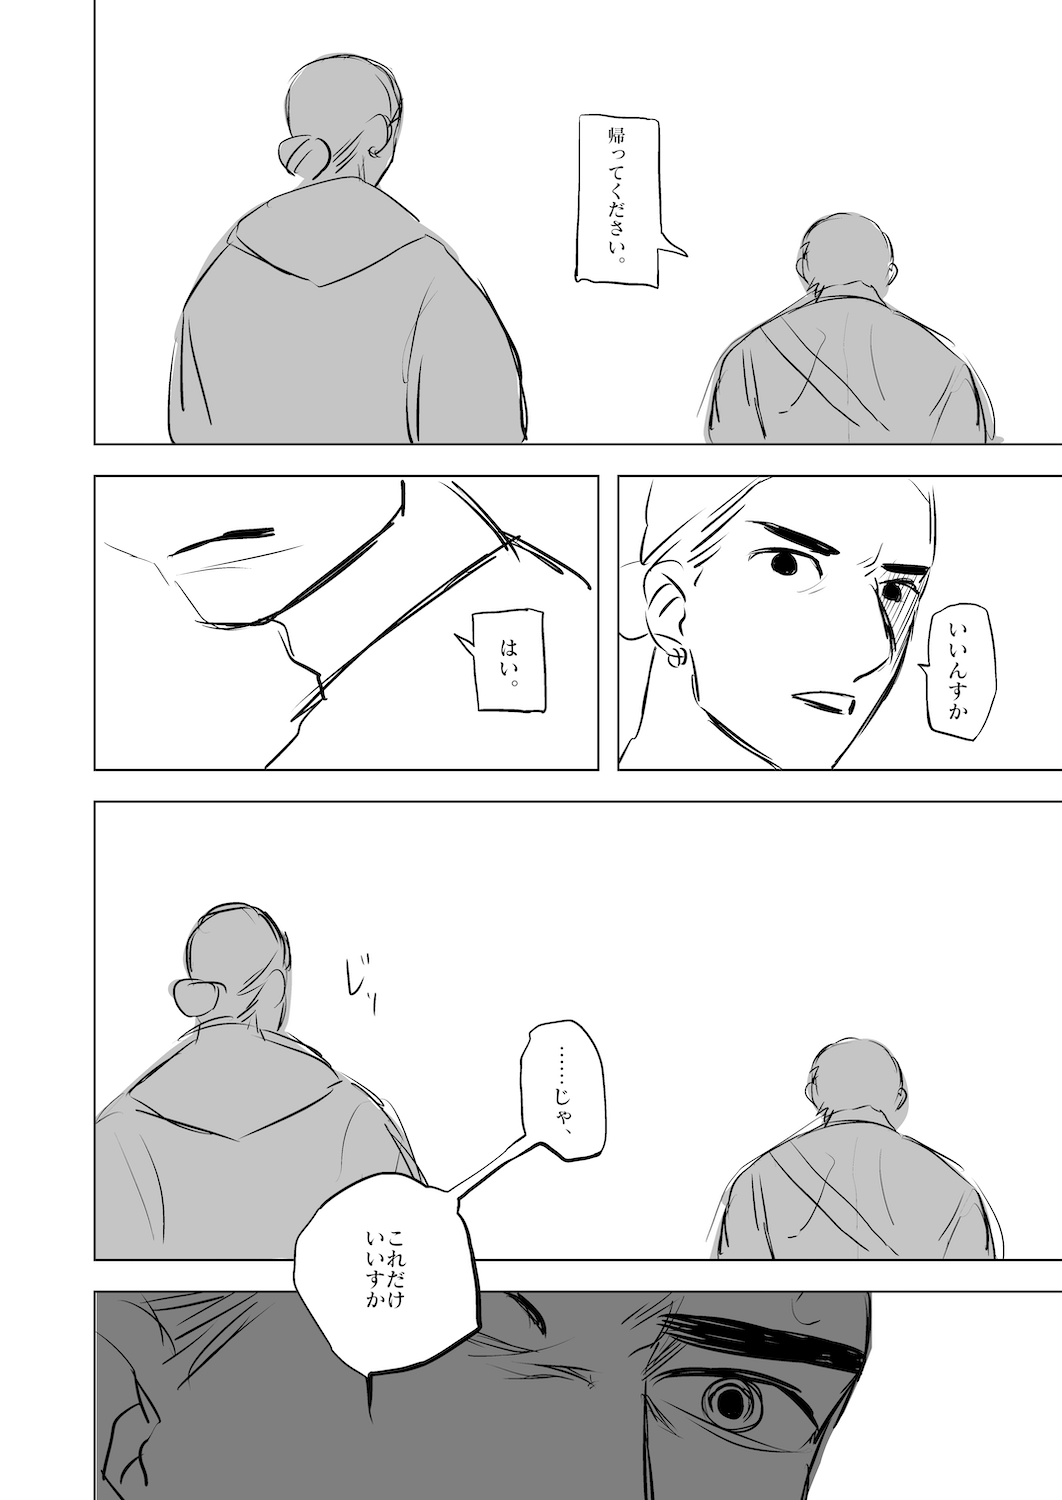 帰ってください。
いいんすか
はい。
じッ
……じゃ、
これだけ
いいすか